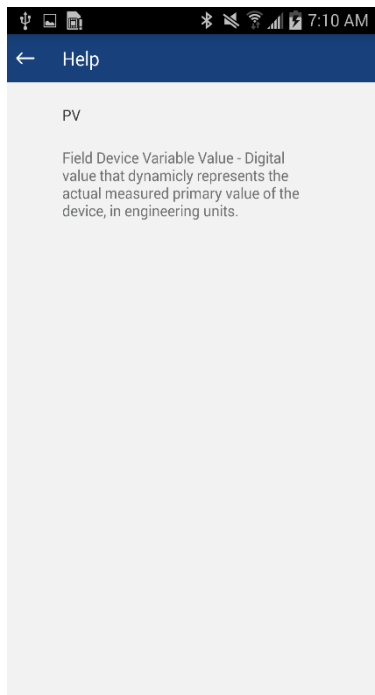 7:10 AM
Help
PV
Field Device Variable Value - Digital
value that dynamicly represents the
actual measured primary value of the
device, in engineering units.